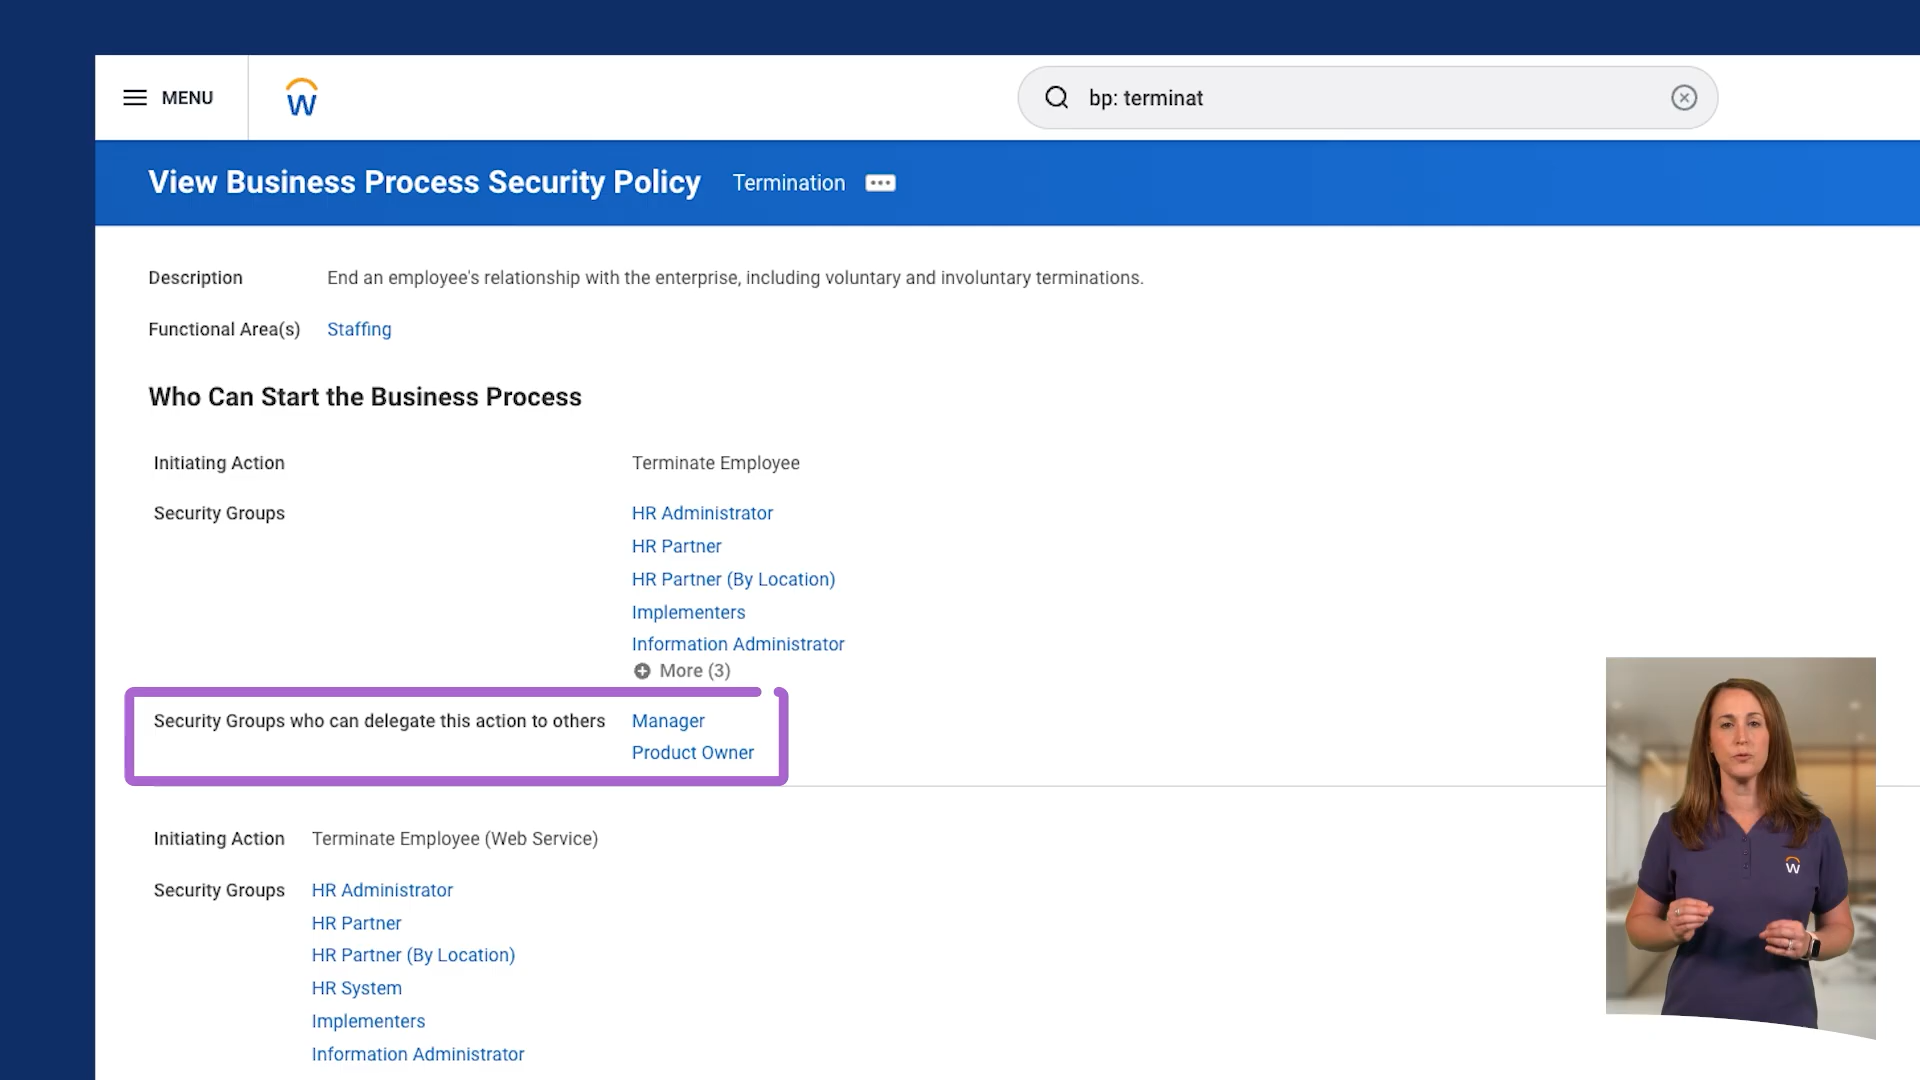 MENU
W
bp: terminat
View Business Process Security Policy Termination
Description End an employee's relationship with the enterprise, including voluntary and involuntary terminations.
Functional Area(s) Staffing
Who Can Start the Business Process
Initiating Action Terminate Employee
Security Groups HR Administrator
HR Partner
HR Partner (By Location)
Implementers
Information Administrator
More (3)
Security Groups who can delegate this action to others Manager
Product Owner
Initiating Action Terminate Employee (Web Service)
Security Groups HR Administrator
HR Partner
HR Partner (By Location)
HR System
Implementers
Information Administrator
W